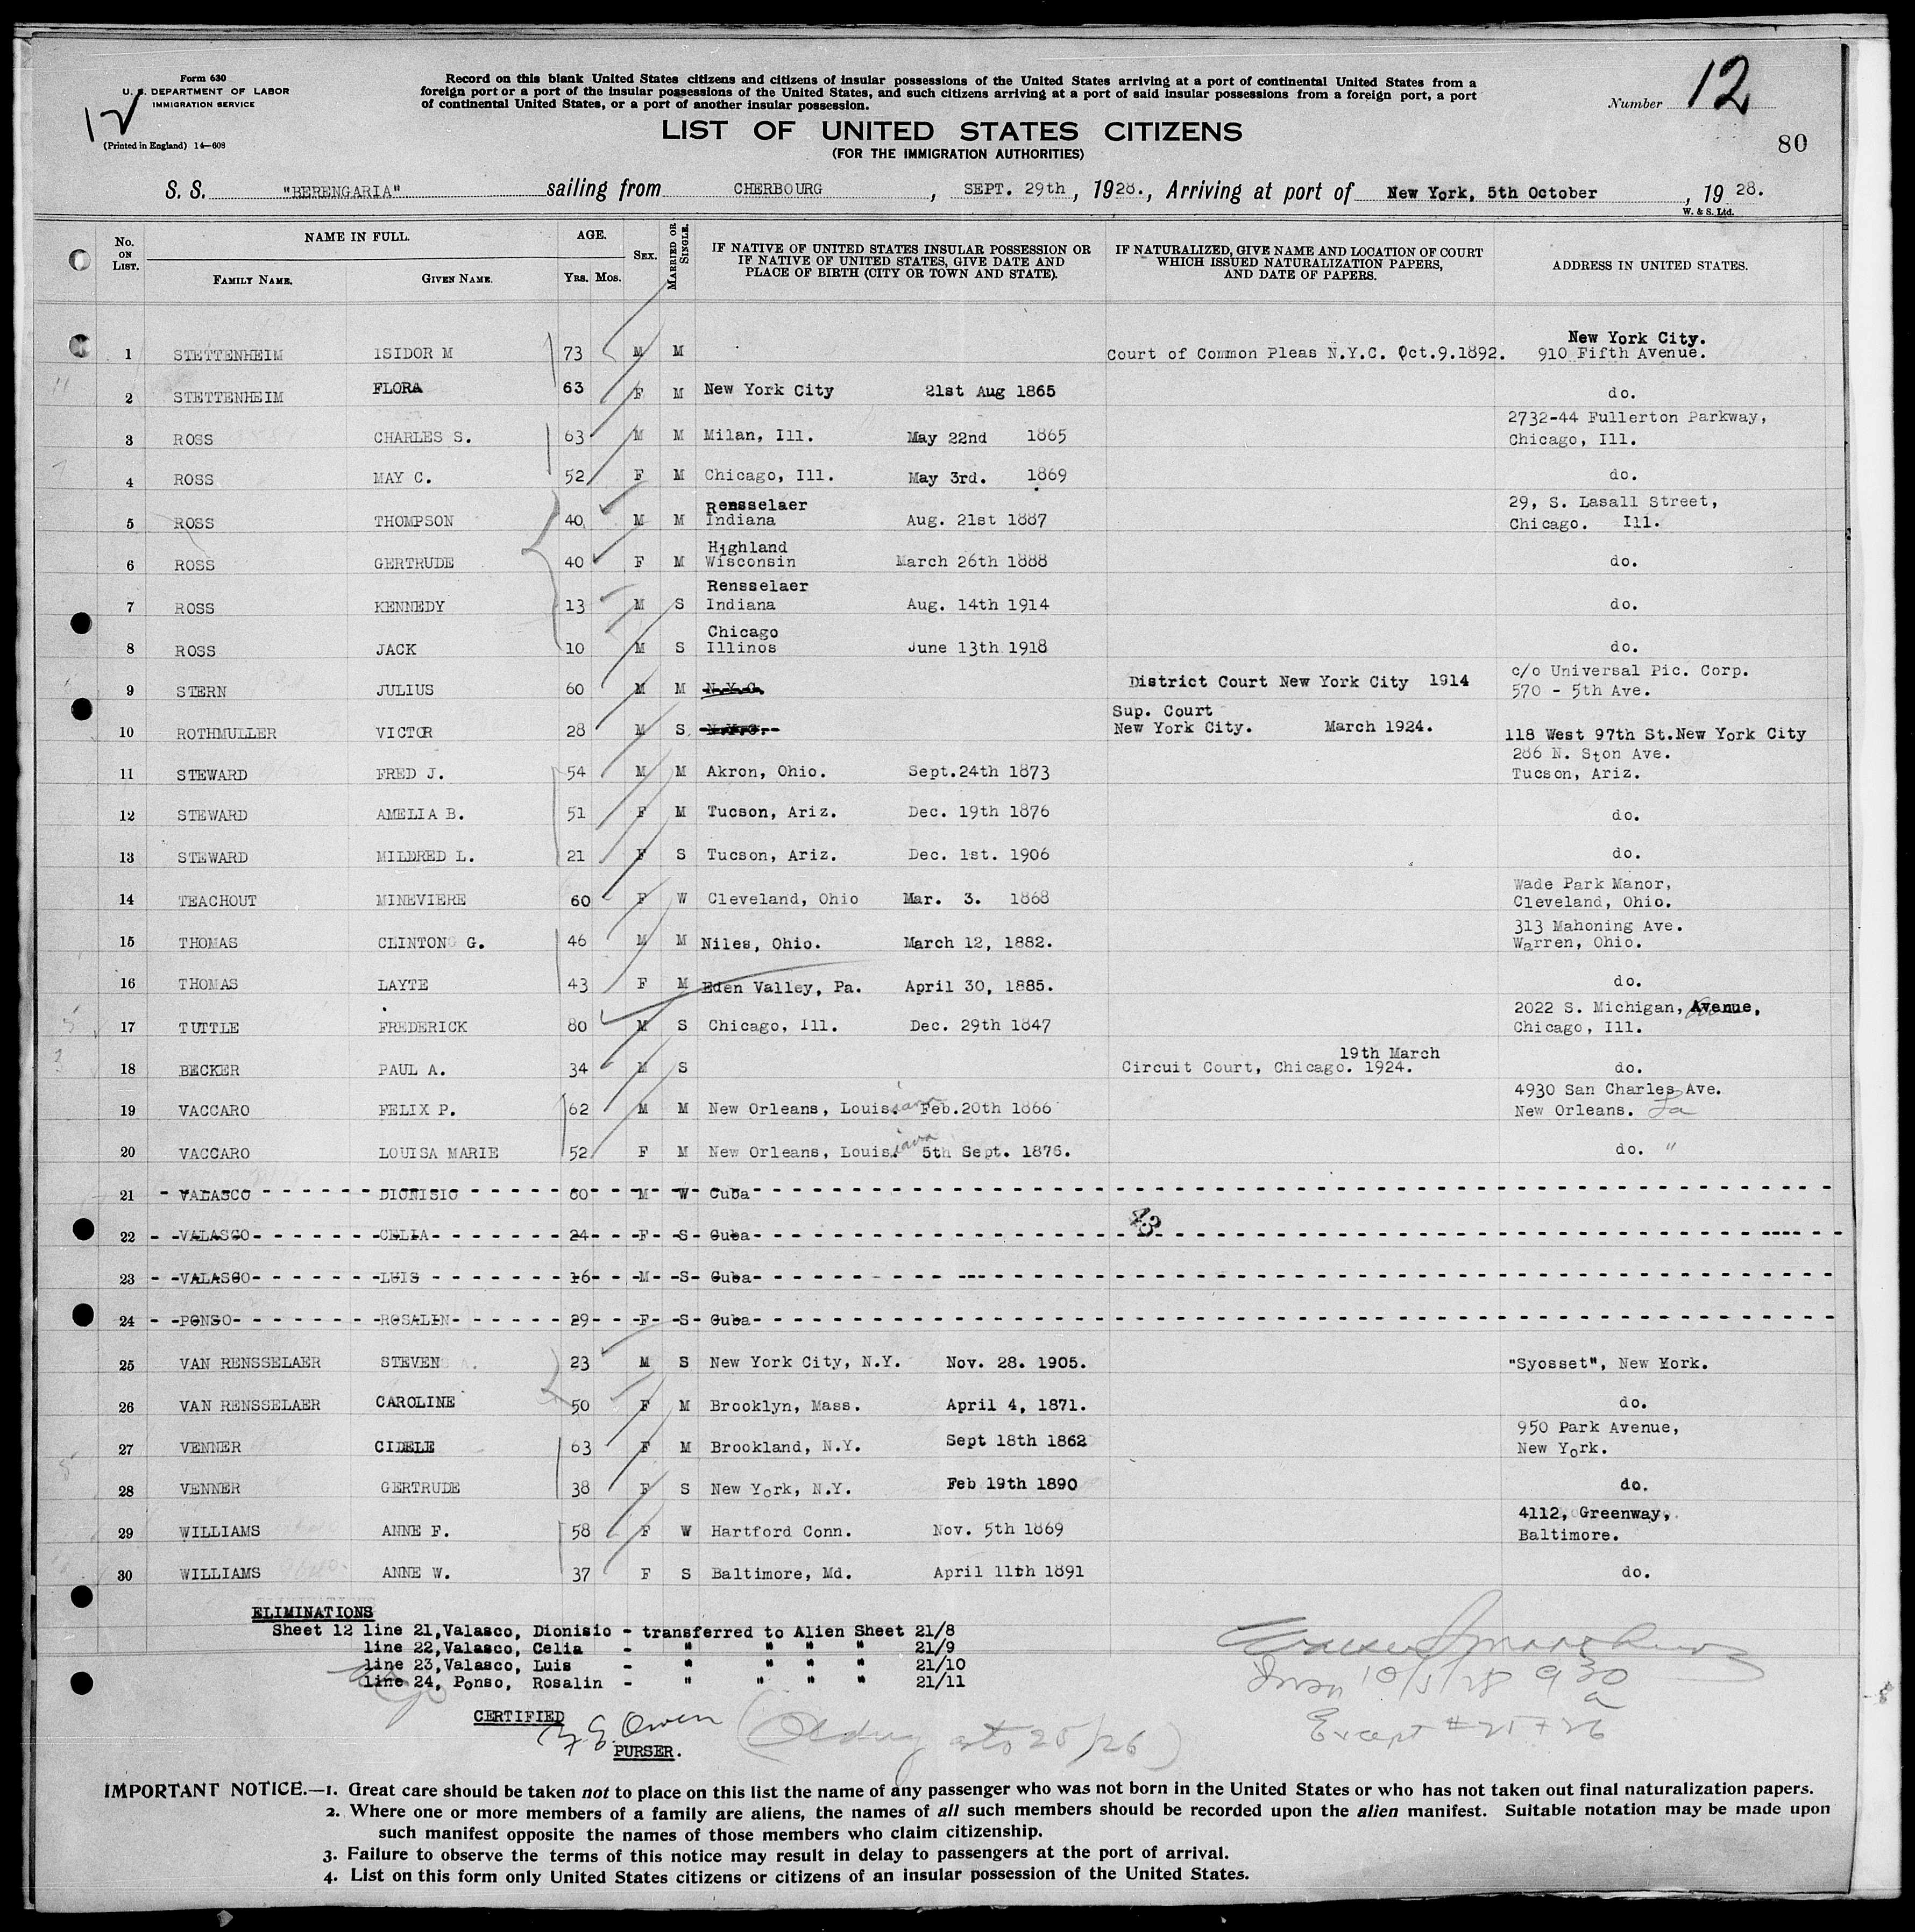 Form 630
U. S. DEPARTMENT OF LABOR
IMMIGRATION SERVICE
12
(Printed in England) 14—608
Record on this blank United States citizens and citizens of insular possessions of the United States arriving at a port of continental United States from a
foreign port or a port of the insular possessions of the United States, and such citizens arriving at a port of said insular possessions from a foreign port, a port
of continental United States, or a port of another insular possession.
Number 12
80
LIST OF UNITED STATES CITIZENS
(FOR THE IMMIGRATION AUTHORITIES)
S. S. "BERENGARIA" sailing from CHERBOURG, SEPT. 29th, 1928., Arriving at port of New York, 5th October, 1928.
W. & S. Ltd.
No. ON LIST. NAME IN FULL. FAMILY NAME. GIVEN NAME. AGE. Yrs. Mos. SEX. MARRIED OR SINGLE. IF NATIVE OF UNITED STATES INSULAR POSSESSION OR IF NATIVE OF UNITED STATES, GIVE DATE AND PLACE OF BIRTH (CITY OR TOWN AND STATE). IF NATURALIZED, GIVE NAME AND LOCATION OF COURT WHICH ISSUED NATURALIZATION PAPERS, AND DATE OF PAPERS. ADDRESS IN UNITED STATES.
1 STETTENHEIM ISIDOR M 73 M M Court of Common Pleas N.Y.C. Oct.9.1892. New York City. 910 Fifth Avenue.
2 STETTENHEIM FLORA 63 F M New York City 21st Aug 1865 do.
3 ROSS CHARLES S. 63 M M Milan, Ill. May 22nd 1865 2732-44 Fullerton Parkway, Chicago, Ill.
4 ROSS MAY C. 52 F M Chicago, Ill. May 3rd. 1869 do.
5 ROSS THOMPSON 40 M M Rensselaer Indiana Aug. 21st 1887 29, S. Lasall Street, Chicago. Ill.
6 ROSS GERTRUDE 40 F M Highland Wisconsin March 26th 1888 do.
7 ROSS KENNEDY 13 M S Rensselaer Indiana Aug. 14th 1914 do.
8 ROSS JACK 10 M S Chicago Illinos June 13th 1918 do.
9 STERN JULIUS 60 M M N.Y.C. District Court New York City 1914 c/o Universal Pic. Corp. 570 - 5th Ave.
10 ROTHMULLER VICTOR 28 M S. N.Y.C. Sup. Court New York City. March 1924. 118 West 97th St.New York City
11 STEWARD FRED J. 54 M M Akron, Ohio. Sept.24th 1873 286 N. Ston Ave. Tucson, Ariz.
12 STEWARD AMELIA B. 51 F M Tucson, Ariz. Dec. 19th 1876 do.
13 STEWARD MILDRED L. 21 F S Tucson, Ariz. Dec. 1st. 1906 do.
14 TEACHOUT MINEVIERE 60 F W Cleveland, Ohio Mar. 3. 1868 Wade Park Manor, Cleveland, Ohio.
15 THOMAS CLINTON G. 46 M M Niles, Ohio. March 12, 1882. 313 Mahoning Ave. Warren, Ohio.
16 THOMAS LAYTE 43 F M Eden Valley, Pa. April 30, 1885. do.
17 TUTTLE FREDERICK 80 M S Chicago, Ill. Dec. 29th 1847 2022 S. Michigan, Avenue, Chicago, Ill.
18 BECKER PAUL A. 34 M S Circuit Court, Chicago. 19th March 1924. do.
19 VACCARO FELIX P. 62 M M New Orleans, Louis.iana Feb.20th 1866 4930 San Charles Ave. New Orleans. La
20 VACCARO LOUISA MARIE 52 F M New Orleans, Louis.iana 5th Sept. 1876. do. "
21 VALASCO DIONISIO 60 M W Cuba
22 VALASCO CELIA 24 F S Cuba 43
23 VALASCO LUIS 16 M S Cuba
24 PONSO ROSALIN 29 F S Cuba
25 VAN RENSSELAER STEVEN 23 M S New York City, N.Y. Nov. 28. 1905. "Syosset", New York.
26 VAN RENSSELAER CAROLINE 50 F M Brooklyn, Mass. April 4, 1871. do.
27 VENNER CIDELE 63 F M Brookland, N.Y. Sept 18th 1862 950 Park Avenue, New York.
28 VENNER GERTRUDE 38 F S New York, N.Y. Feb 19th 1890 do.
29 WILLIAMS ANNE F. 58 F W Hartford Conn. Nov. 5th 1869 4112, Greenway, Baltimore.
30 WILLIAMS ANNE W. 37 F S Baltimore, Md. April 11th 1891 do.
ELIMINATIONS
Sheet 12 line 21,Valasco, Dionisio - transferred to Alien Sheet 21/8
line 22,Valasco, Celia - " " " " 21/9
line 23,Valasco, Luis - " " " " 21/10
line 24, Ponso, Rosalin - " " " " 21/11
10/5/28 9 30 a
Except # 25 + 26
CERTIFIED
Owen
PURSER.
25/26)
IMPORTANT NOTICE.—1. Great care should be taken not to place on this list the name of any passenger who was not born in the United States or who has not taken out final naturalization papers.
2. Where one or more members of a family are aliens, the names of all such members should be recorded upon the alien manifest. Suitable notation may be made upon
such manifest opposite the names of those members who claim citizenship.
3. Failure to observe the terms of this notice may result in delay to passengers at the port of arrival.
4. List on this form only United States citizens or citizens of an insular possession of the United States.